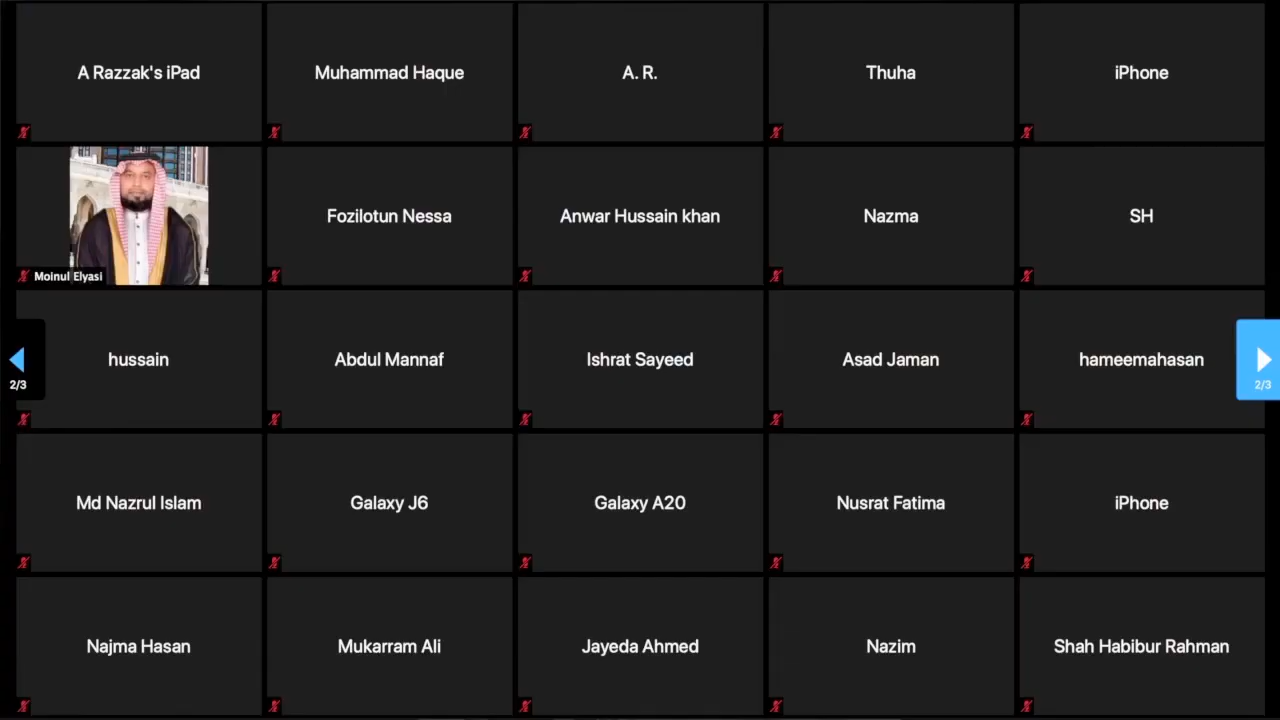 A Razzak's iPad
Muhammad Haque
A. R.
Thuha
iPhone
Moinul Elyasi
Fozilotun Nessa
Anwar Hussain khan
Nazma
SH
hussain
Abdul Mannaf
Ishrat Sayeed
Asad Jaman
hameemahasan
2/3
2/3
Md Nazrul Islam
Galaxy J6
Galaxy A20
Nusrat Fatima
iPhone
Najma Hasan
Mukarram Ali
Jayeda Ahmed
Nazim
Shah Habibur Rahman